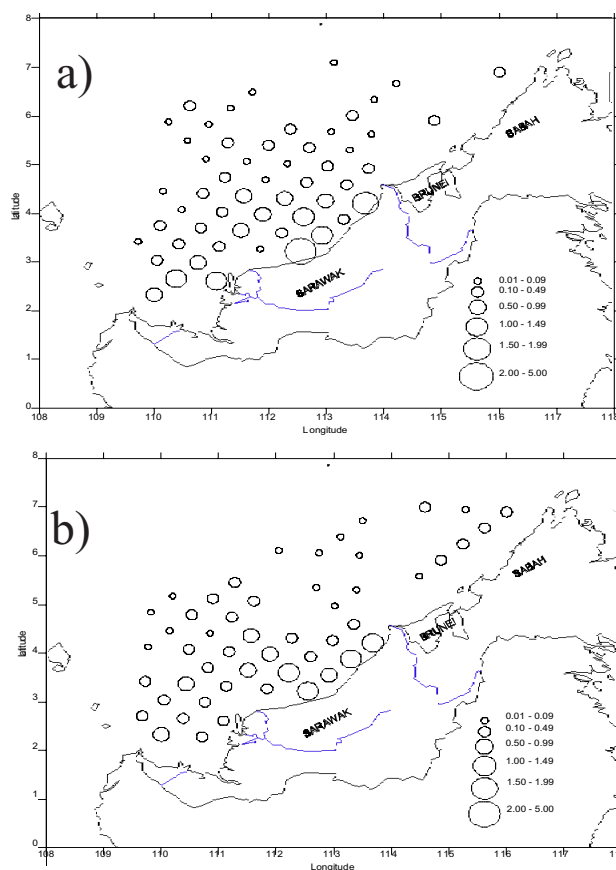 a)
8
7
6
5
4
3
2
1
0
latitude
SABAH
BRUNEI
SARAWAK
0.01 - 0.09
0.10 - 0.49
0.50 - 0.99
1.00 - 1.49
1.50 - 1.99
2.00 - 5.00
108 109 110 111 112 113 114 115 116 117 118
Longitude
b)
8
7
6
5
4
3
2
1
0
latitude
SABAH
BRUNEI
SARAWAK
0.01 - 0.09
0.10 - 0.49
0.50 - 0.99
1.00 - 1.49
1.50 - 1.99
2.00 - 5.00
108 109 110 111 112 113 114 115 116 117 118
Longitude